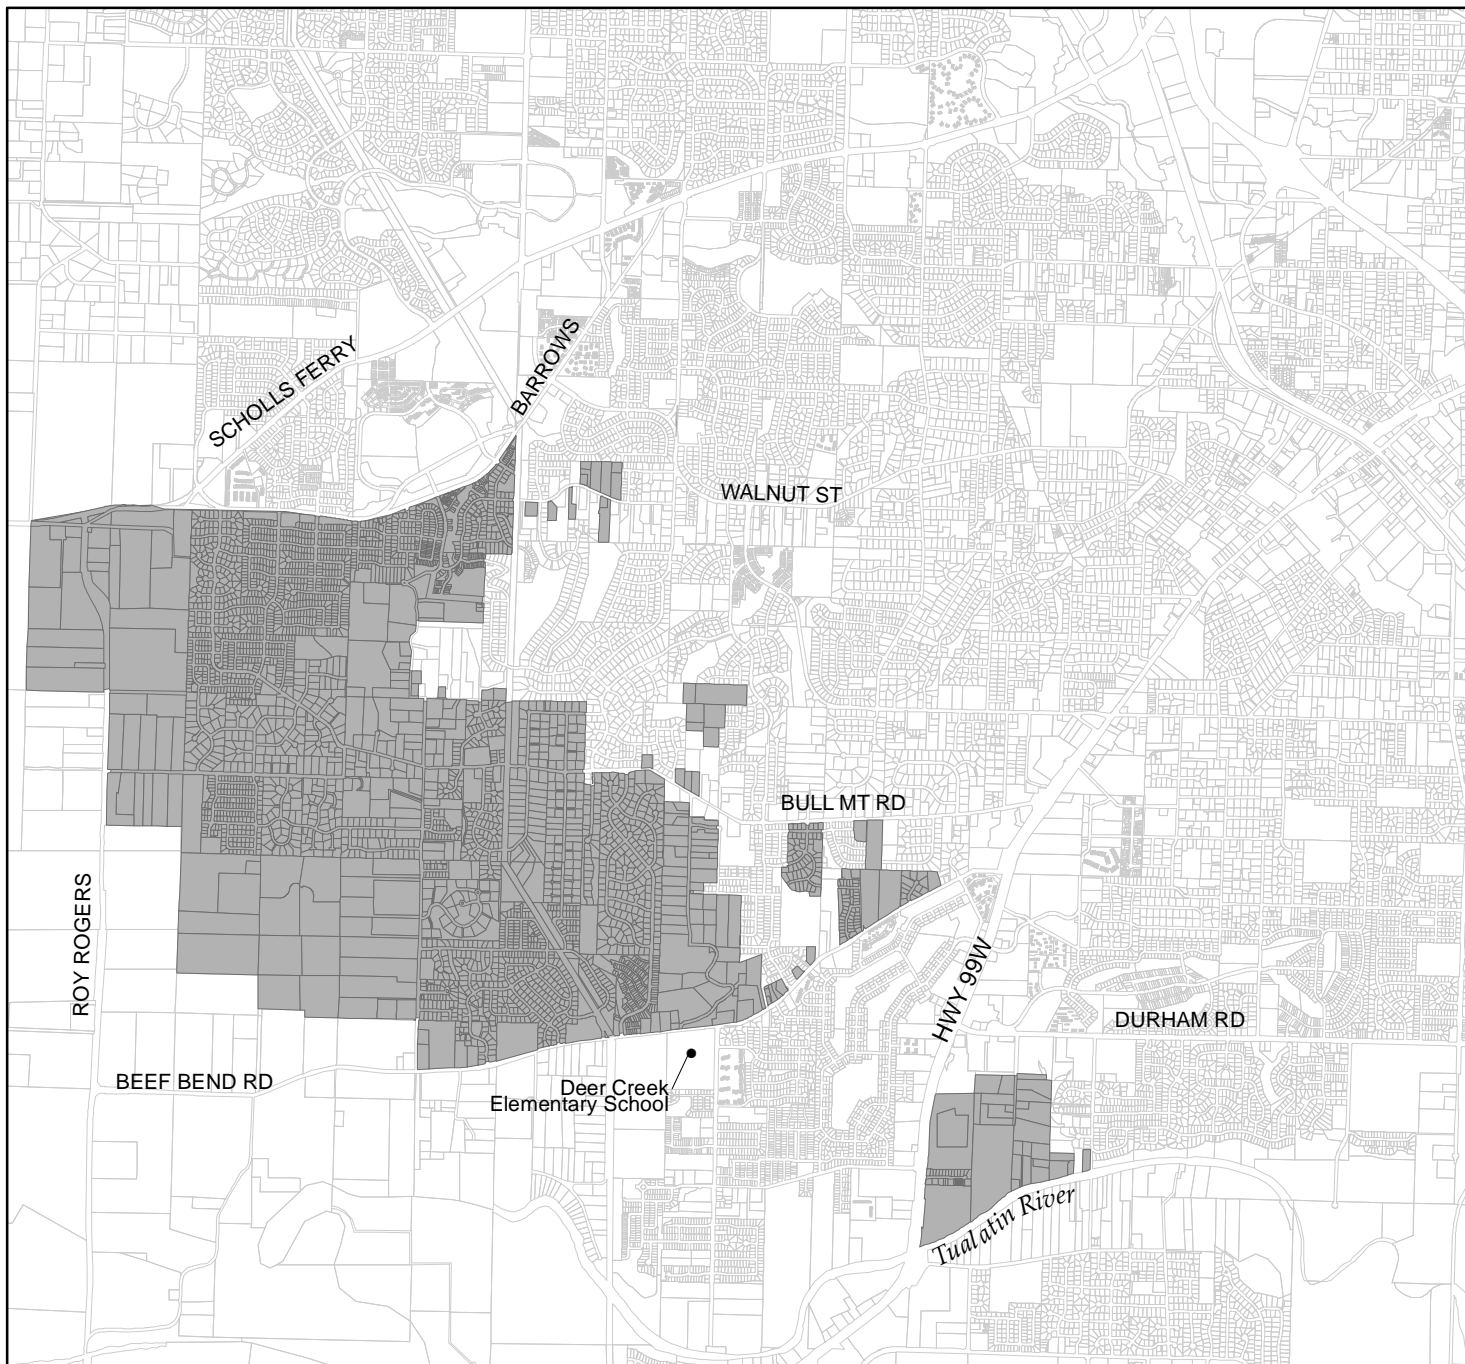 BARROWS
SCHOLLS FERRY
WALNUT ST
BULL MT RD
ROY ROGERS
HWY 99W
DURHAM RD
BEEF BEND RD
Deer Creek
Elementary School
Tualatin River